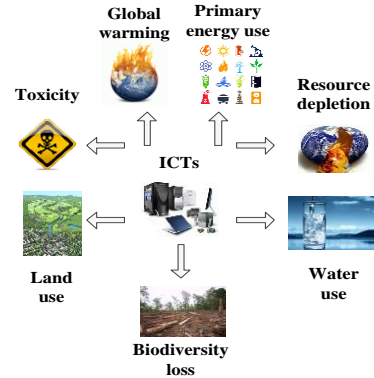 Global
warming
Primary
energy use
Toxicity
Resource
depletion
ICTs
Land
use
Water
use
Biodiversity
loss